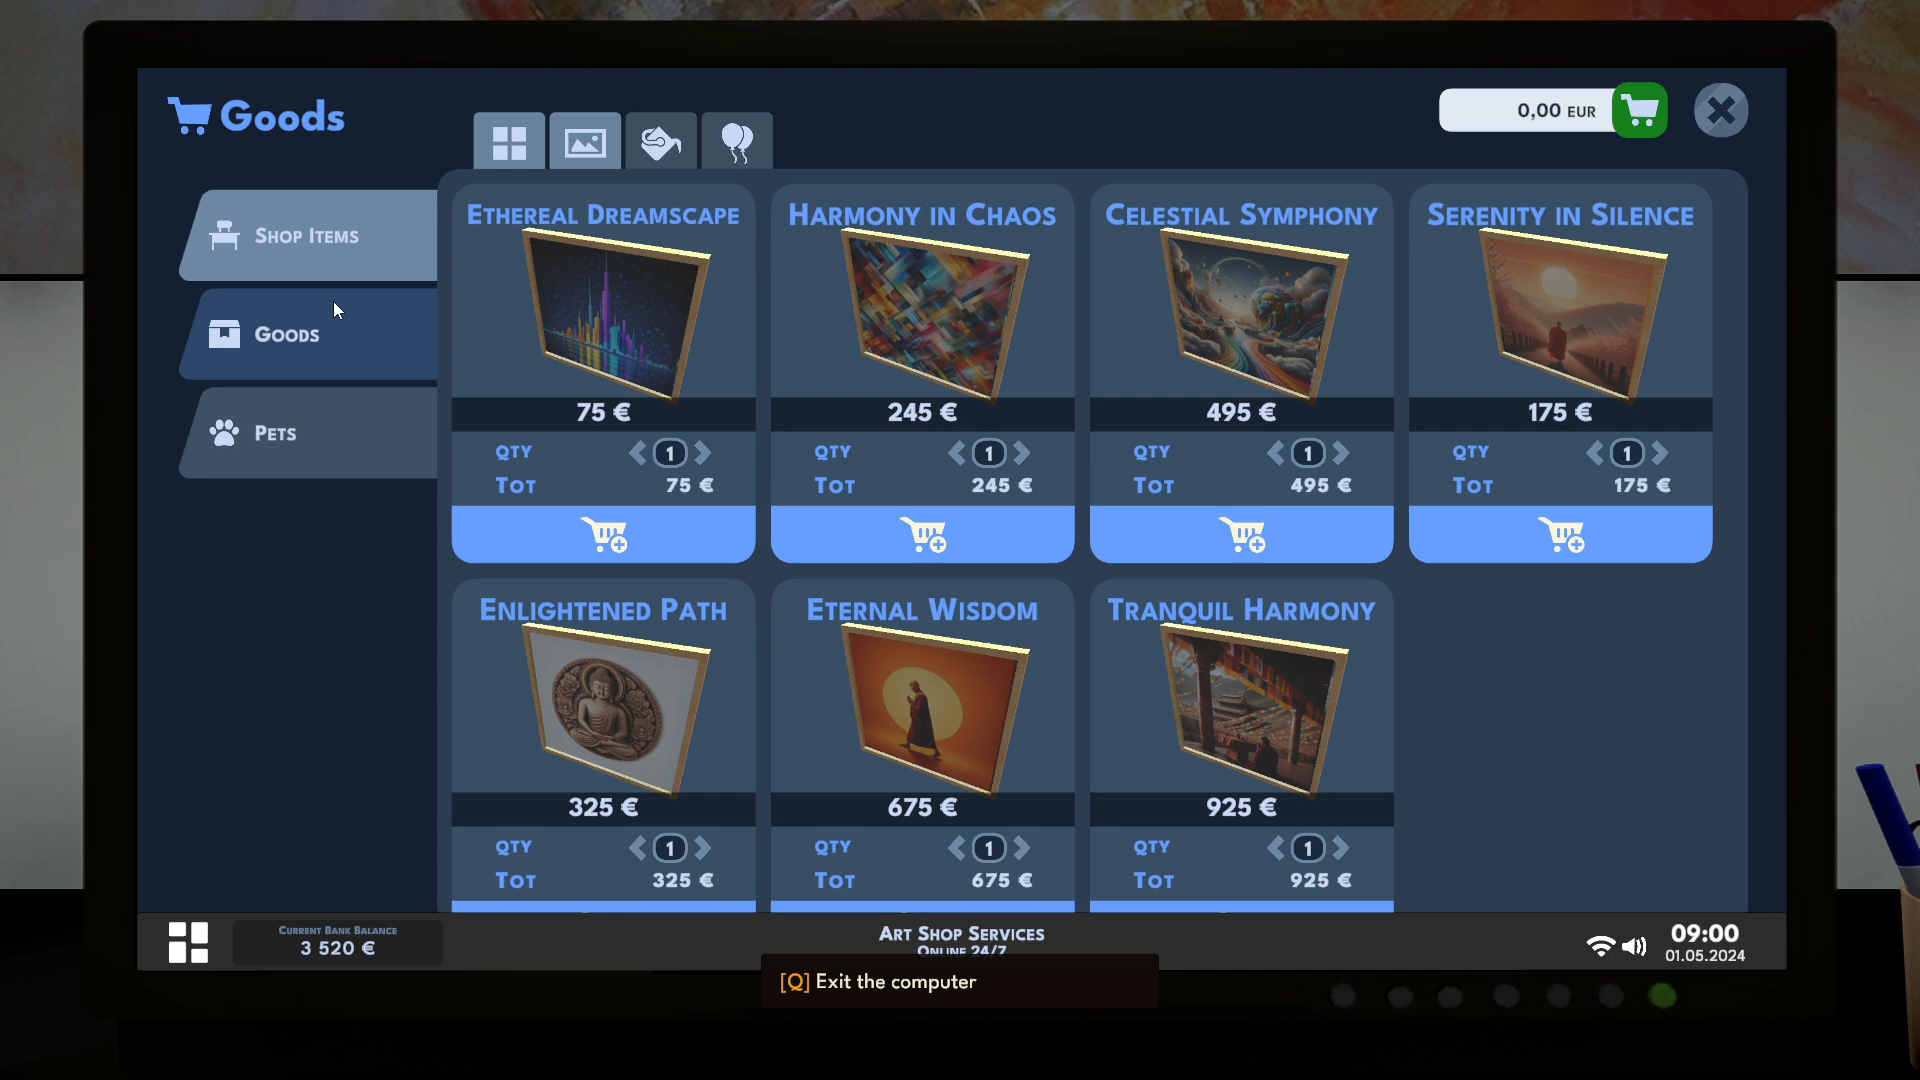 Goods
0,00 EUR
Shop Items
Goods
Pets
Ethereal Dreamscape
75 €
QTY 1
Tot 75 €
Harmony in Chaos
245 €
QTY 1
Tot 245 €
Celestial Symphony
495 €
QTY 1
Tot 495 €
Serenity in Silence
175 €
QTY 1
Tot 175 €
Enlightened Path
325 €
QTY 1
Tot 325 €
Eternal Wisdom
675 €
QTY 1
Tot 675 €
Tranquil Harmony
925 €
QTY 1
Tot 925 €
Current Bank Balance
3 520 €
Art Shop Services
Online 24/7
09:00
01.05.2024
[Q] Exit the computer